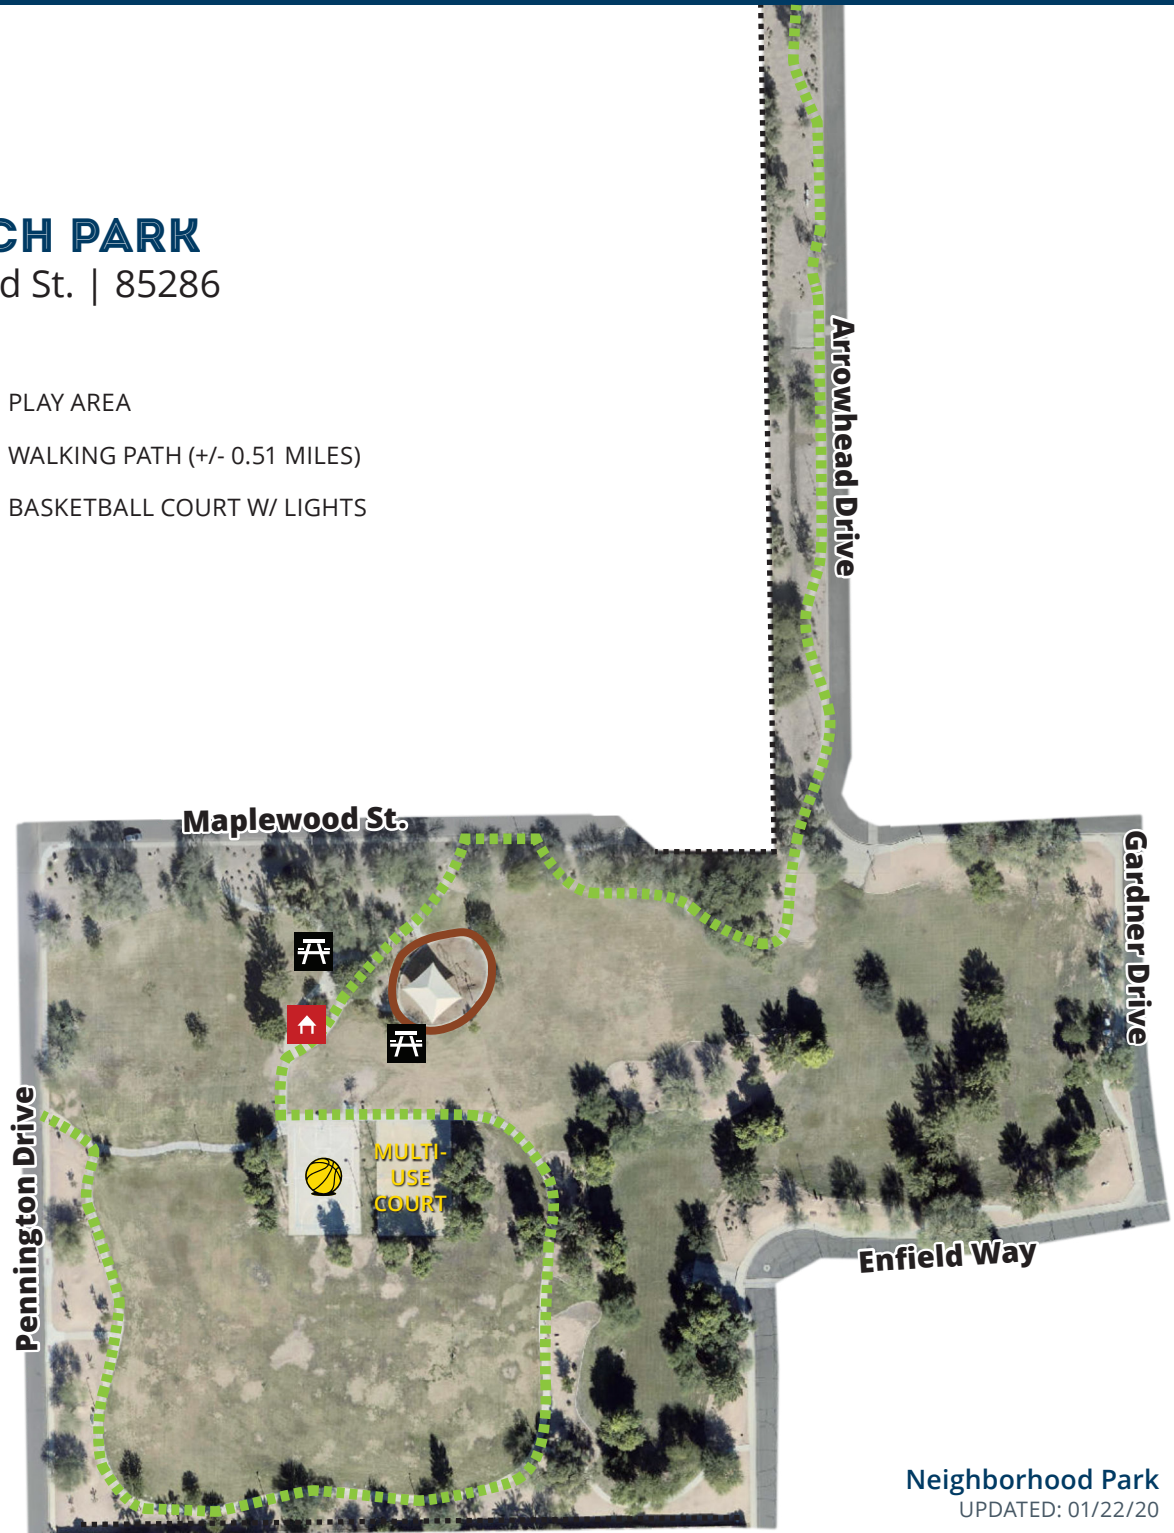 CH PARK
d St. | 85286
PLAY AREA
WALKING PATH (+/- 0.51 MILES)
BASKETBALL COURT W/ LIGHTS
Arrowhead Drive
Maplewood St.
Gardner Drive
Pennington Drive
MULTI-
USE
COURT
Enfield Way
Neighborhood Park
UPDATED: 01/22/20